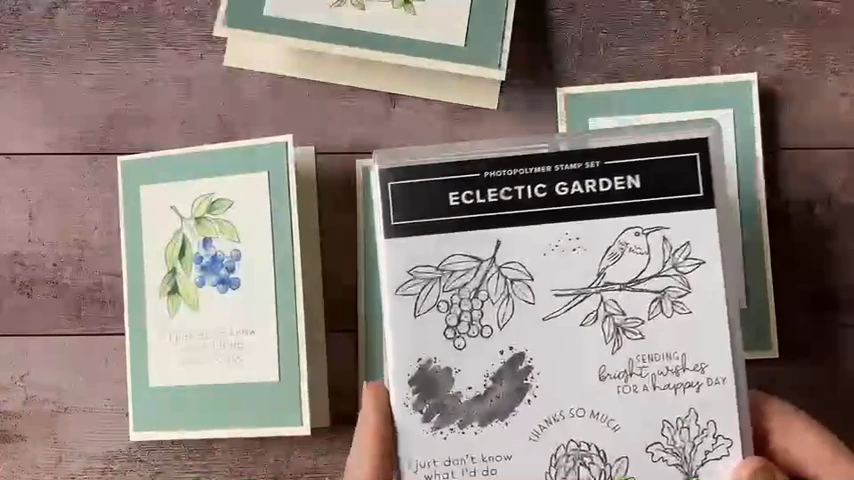 PHOTOPOLYMER STAMP SET
ECLECTIC GARDEN
SENDING
bright wishes
FOR A happy DAY
THANKS SO MUCH
just don't know
what I'd do